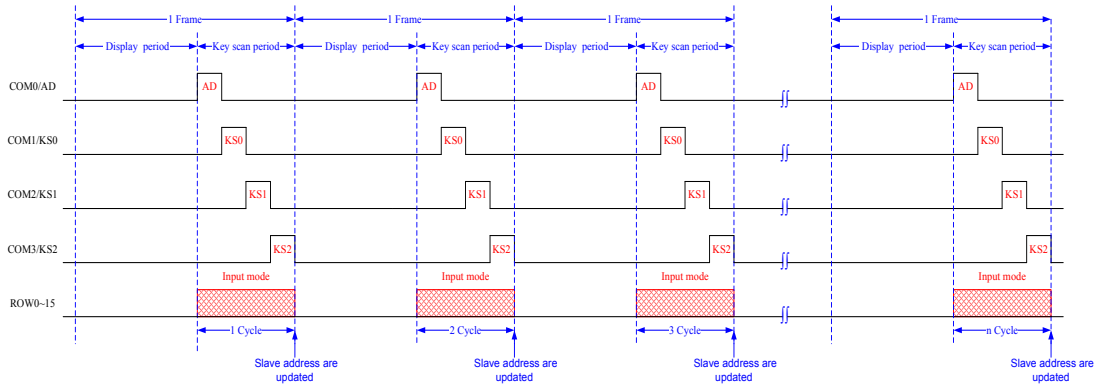 1 Frame 1 Frame 1 Frame 1 Frame
Display period Key scan period Display period Key scan period Display period Key scan period Display period Key scan period
COM0/AD AD AD AD AD
COM1/KS0 KS0 KS0 KS0 KS0
COM2/KS1 KS1 KS1 KS1 KS1
COM3/KS2 KS2 KS2 KS2 KS2
Input mode Input mode Input mode Input mode
ROW0~15
1 Cycle 2 Cycle 3 Cycle n Cycle
Slave address are Slave address are Slave address are Slave address are
updated updated updated updated